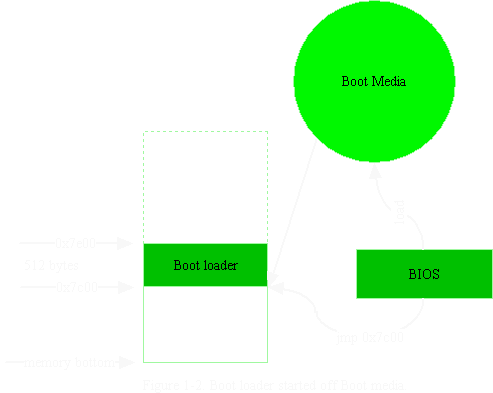 Boot Media
0x7e00
512 bytes
Boot loader
BIOS
0x7c00
jmp 0x7c00
memory bottom
Figure 1-2. Boot loader started off Boot media